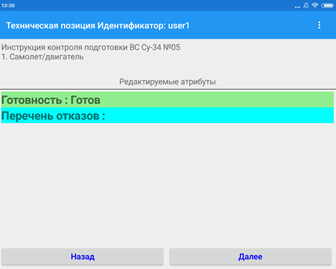 13:39
Техническая позиция Идентификатор: user1
Инструкция контроля подготовки ВС Су-34 №05
1. Самолет/двигатель
Редактируемые атрибуты
Готовность : Готов
Перечень отказов :
Назад
Далее